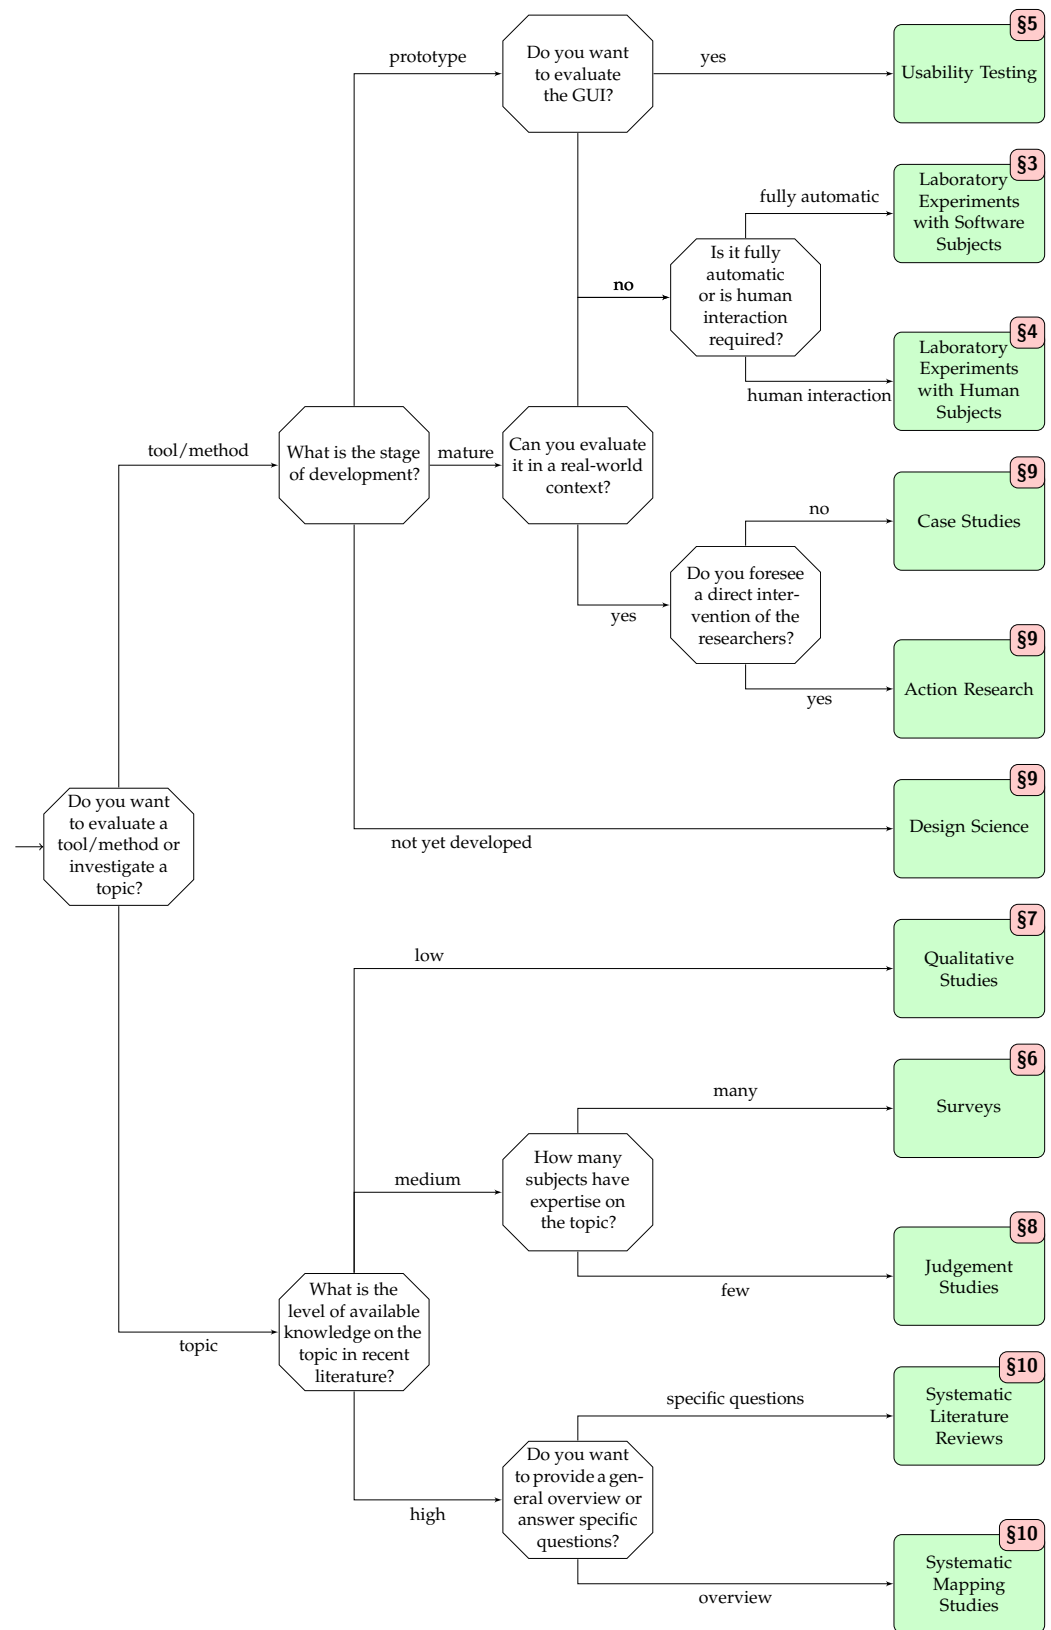 §5
prototype
Do you want
to evaluate
the GUI?
yes
Usability Testing
§3
fully automatic
Laboratory
Experiments
with Software
Subjects
Is it fully
automatic
or is human
interaction
required?
no
§4
human interaction
Laboratory
Experiments
with Human
Subjects
tool/method
What is the stage
of development?
mature
Can you evaluate
it in a real-world
context?
§9
no
Case Studies
Do you foresee
a direct inter-
vention of the
researchers?
yes
§9
Action Research
yes
Do you want
to evaluate a
tool/method or
investigate a
topic?
§9
Design Science
not yet developed
§7
low
Qualitative
Studies
§6
many
Surveys
medium
How many
subjects have
expertise on
the topic?
§8
few
Judgement
Studies
topic
What is the
level of available
knowledge on the
topic in recent
literature?
§10
specific questions
Systematic
Literature
Reviews
high
Do you want
to provide a gen-
eral overview or
answer specific
questions?
§10
overview
Systematic
Mapping
Studies